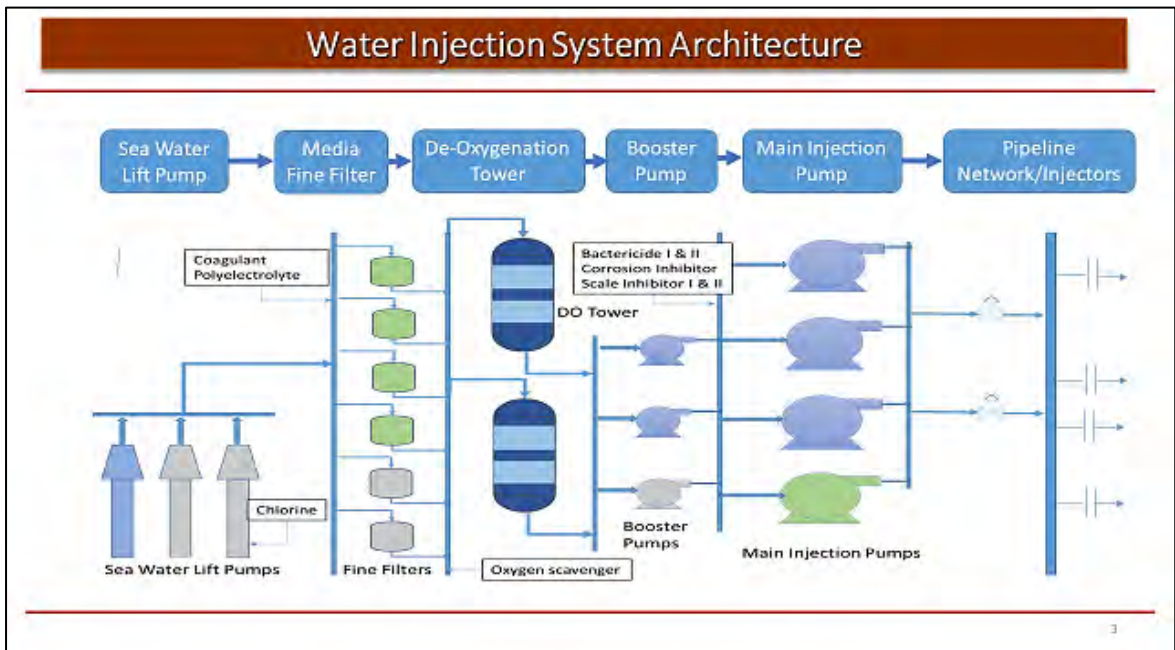 Water Injection System Architecture
Sea Water
Lift Pump
Media
Fine Filter
De-Oxygenation
Tower
Booster
Pump
Main Injection
Pump
Pipeline
Network/Injectors
Coagulant
Polyelectrolyte
Bactericide I & II
Corrosion Inhibitor
Scale Inhibitor I & II
DO Tower
Chlorine
Sea Water Lift Pumps
Fine Filters
Oxygen scavenger
Booster
Pumps
Main Injection Pumps
3